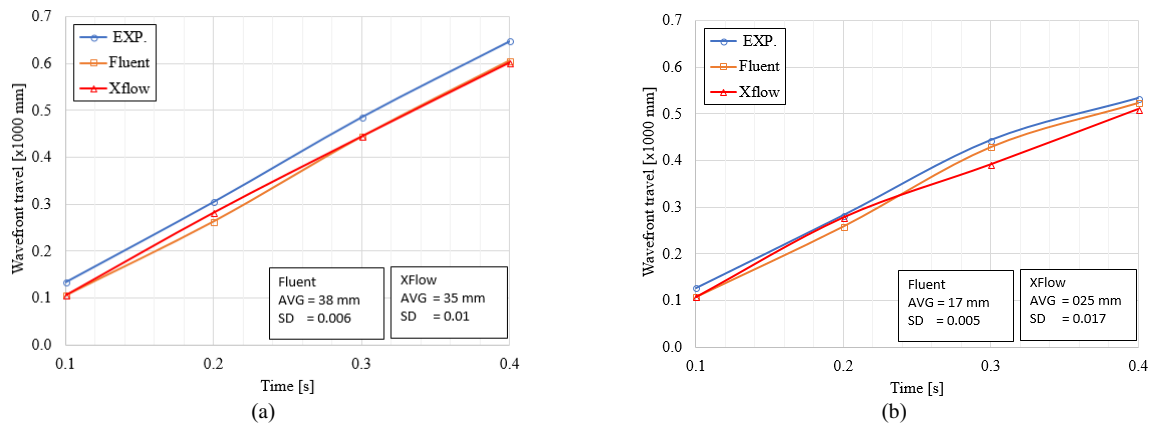 0.7
0.6
0.5
0.4
0.3
0.2
0.1
0.0
Wavefront travel [x1000 mm]
EXP.
Fluent
Xflow
Fluent
AVG = 38 mm
SD = 0.006
XFlow
AVG = 35 mm
SD = 0.01
0.1
0.2
0.3
0.4
Time [s]
(a)
0.7
0.6
0.5
0.4
0.3
0.2
0.1
0.0
Wavefront travel [x1000 mm]
EXP.
Fluent
Xflow
Fluent
AVG = 17 mm
SD = 0.005
XFlow
AVG = 025 mm
SD = 0.017
0.1
0.2
0.3
0.4
Time [s]
(b)